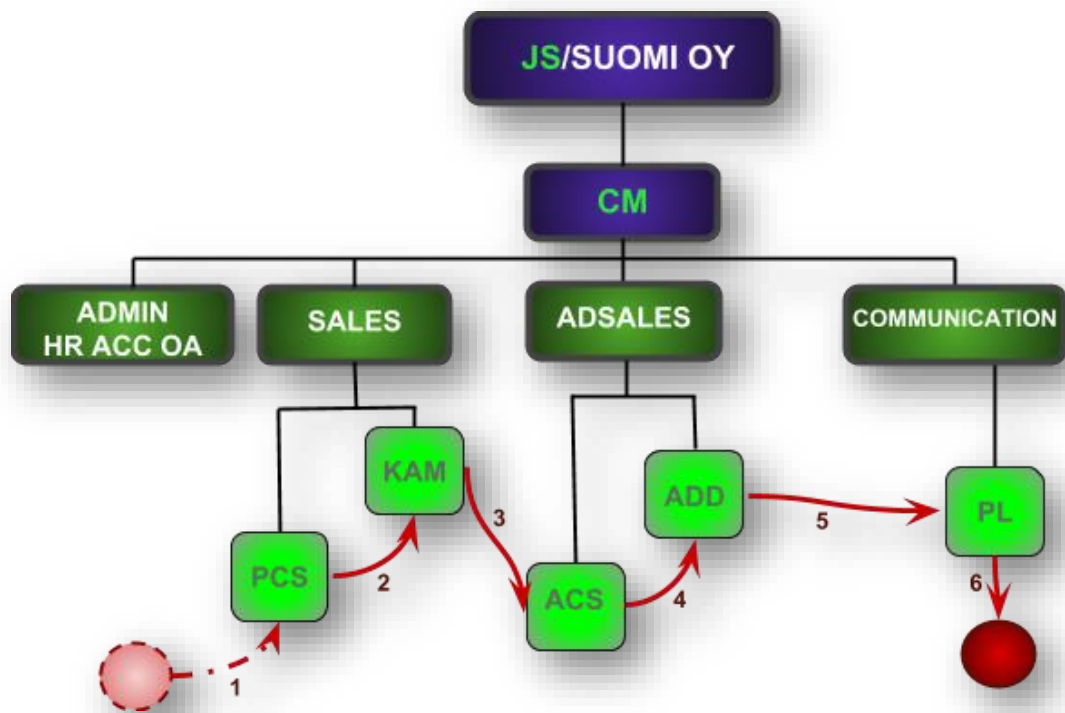 JS/SUOMI OY
CM
ADMIN
HR ACC OA
SALES
ADSALES
COMMUNICATION
KAM
ADD
PL
PCS
ACS
1
2
3
4
5
6